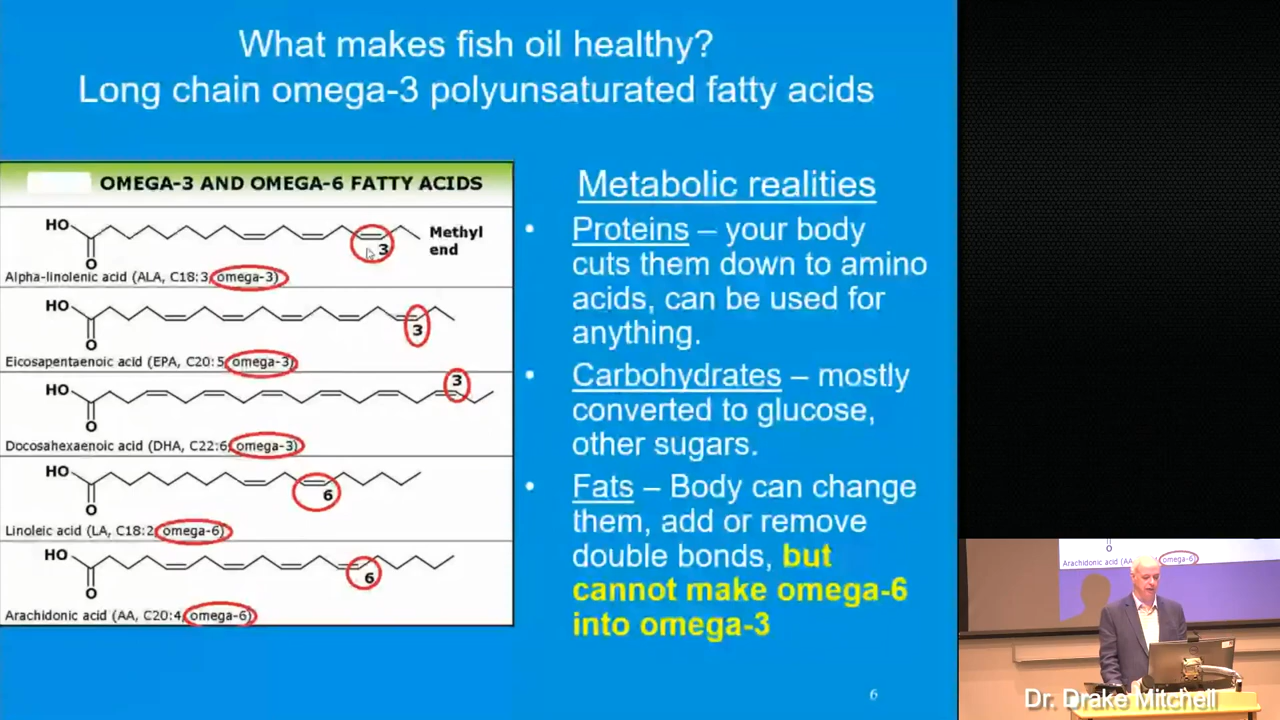 What makes fish oil healthy?
Long chain omega-3 polyunsaturated fatty acids
OMEGA-3 AND OMEGA-6 FATTY ACIDS
HO
O
3
Methyl
end
Alpha-linolenic acid (ALA, C18:3, omega-3)
HO
O
3
Eicosapentaenoic acid (EPA, C20:5, omega-3)
HO
O
3
Docosahexaenoic acid (DHA, C22:6, omega-3)
HO
O
6
Linoleic acid (LA, C18:2, omega-6)
HO
O
6
Arachidonic acid (AA, C20:4, omega-6)
Metabolic realities
• Proteins – your body
cuts them down to amino
acids, can be used for
anything.
• Carbohydrates – mostly
converted to glucose,
other sugars.
• Fats – Body can change
them, add or remove
double bonds, but
cannot make omega-6
into omega-3
6
O
Arachidonic acid (AA, omega-6)
Dr. Drake Mitchell